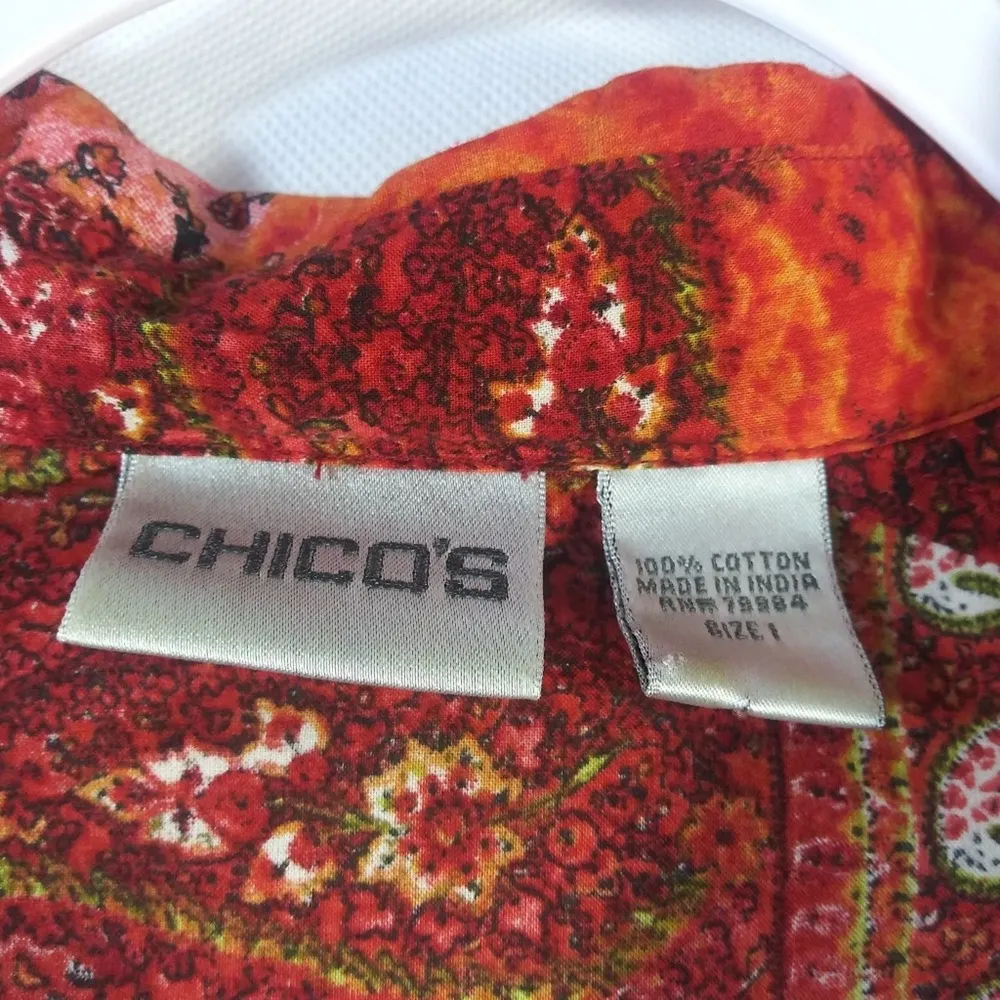 CHICO'S
100% COTTON
MADE IN INDIA
RN# 79984
SIZE 1